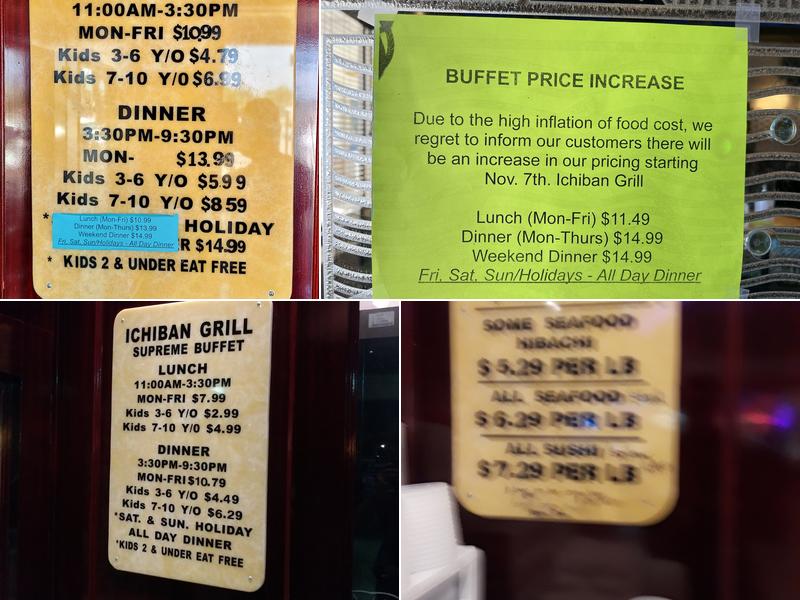 11:00AM-3:30PM
MON-FRI $10.99
Kids 3-6 Y/O $4.79
Kids 7-10 Y/O $6.99
DINNER
3:30PM-9:30PM
MON- $13.99
Kids 3-6 Y/O $5.99
Kids 7-10 Y/O $8.59
* HOLIDAY
Lunch (Mon-Fri) $10.99
Dinner (Mon-Thurs) $13.99
Weekend Dinner $14.99
Fri, Sat, Sun/Holidays - All Day Dinner
R $14.99
* KIDS 2 & UNDER EAT FREE
BUFFET PRICE INCREASE
Due to the high inflation of food cost, we
regret to inform our customers there will
be an increase in our pricing starting
Nov. 7th. Ichiban Grill
Lunch (Mon-Fri) $11.49
Dinner (Mon-Thurs) $14.99
Weekend Dinner $14.99
Fri, Sat, Sun/Holidays - All Day Dinner
ICHIBAN GRILL
SUPREME BUFFET
LUNCH
11:00AM-3:30PM
MON-FRI $7.99
Kids 3-6 Y/O $2.99
Kids 7-10 Y/O $4.99
DINNER
3:30PM-9:30PM
MON-FRI $10.79
Kids 3-6 Y/O $4.49
Kids 7-10 Y/O $6.29
*SAT. & SUN. HOLIDAY
ALL DAY DINNER
*KIDS 2 & UNDER EAT FREE
SOME SEAFOOD
HIBACHI
$5.29 PER LB
ALL SEAFOOD
$6.29 PER LB
ALL SUSHI
$7.29 PER LB